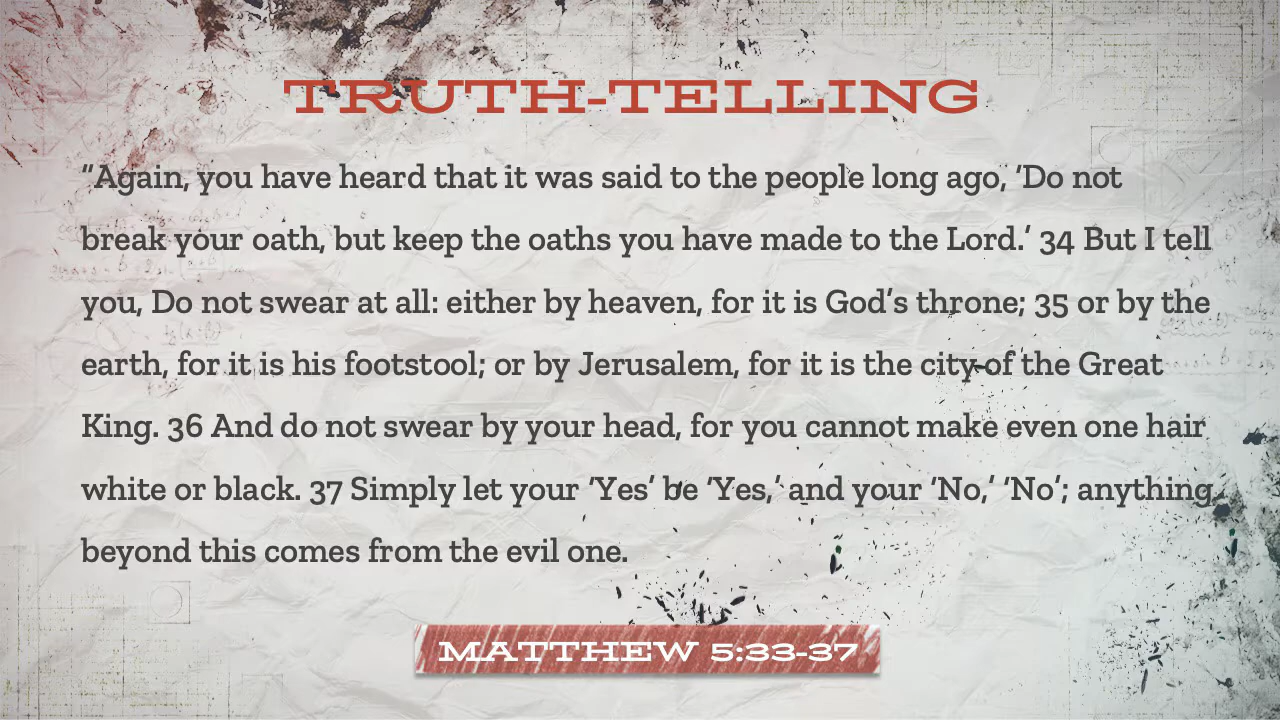 TRUTH-TELLING
“Again, you have heard that it was said to the people long ago, ‘Do not
break your oath, but keep the oaths you have made to the Lord.’ 34 But I tell
you, Do not swear at all: either by heaven, for it is God’s throne; 35 or by the
earth, for it is his footstool; or by Jerusalem, for it is the city of the Great
King. 36 And do not swear by your head, for you cannot make even one hair
white or black. 37 Simply let your ‘Yes’ be ‘Yes,’ and your ‘No,’ ‘No’; anything
beyond this comes from the evil one.
MATTHEW 5:33-37